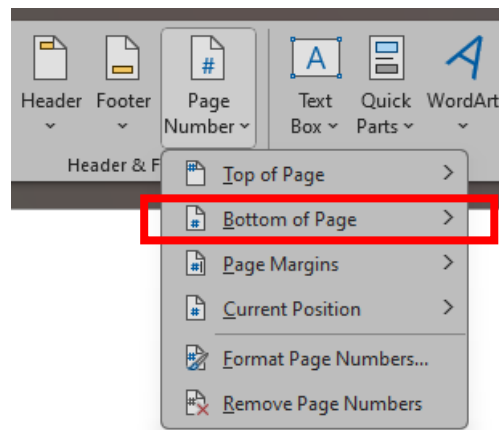 Header Footer Page Text Quick WordArt
Number Box Parts
Header & F
Top of Page
Bottom of Page
Page Margins
Current Position
Format Page Numbers...
Remove Page Numbers